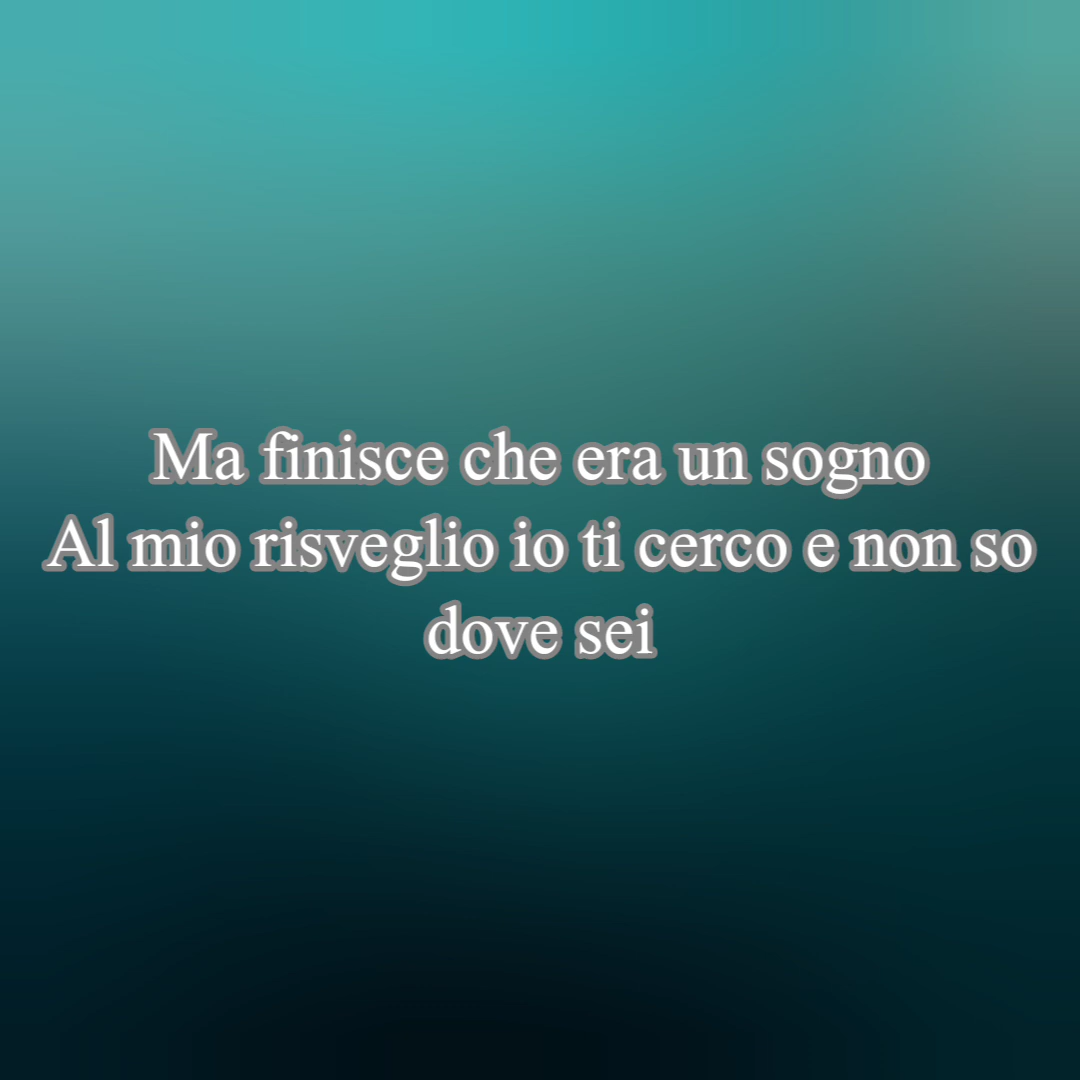 Ma finisce che era un sogno
Al mio risveglio io ti cerco e non so
dove sei